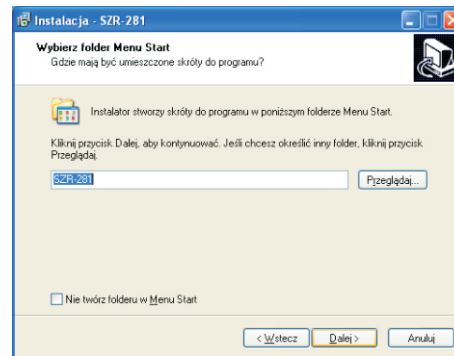 Instalacja - SZR-281
Wybierz folder Menu Start
Gdzie mają być umieszczone skróty do programu?
Instalator stworzy skróty do programu w poniższym folderze Menu Start.
Kliknij przycisk Dalej, aby kontynuować. Jeśli chcesz określić inny folder, kliknij przycisk
Przeglądaj.
SZR-281
Przeglądaj...
Nie twórz folderu w Menu Start
< Wstecz
Dalej >
Anuluj